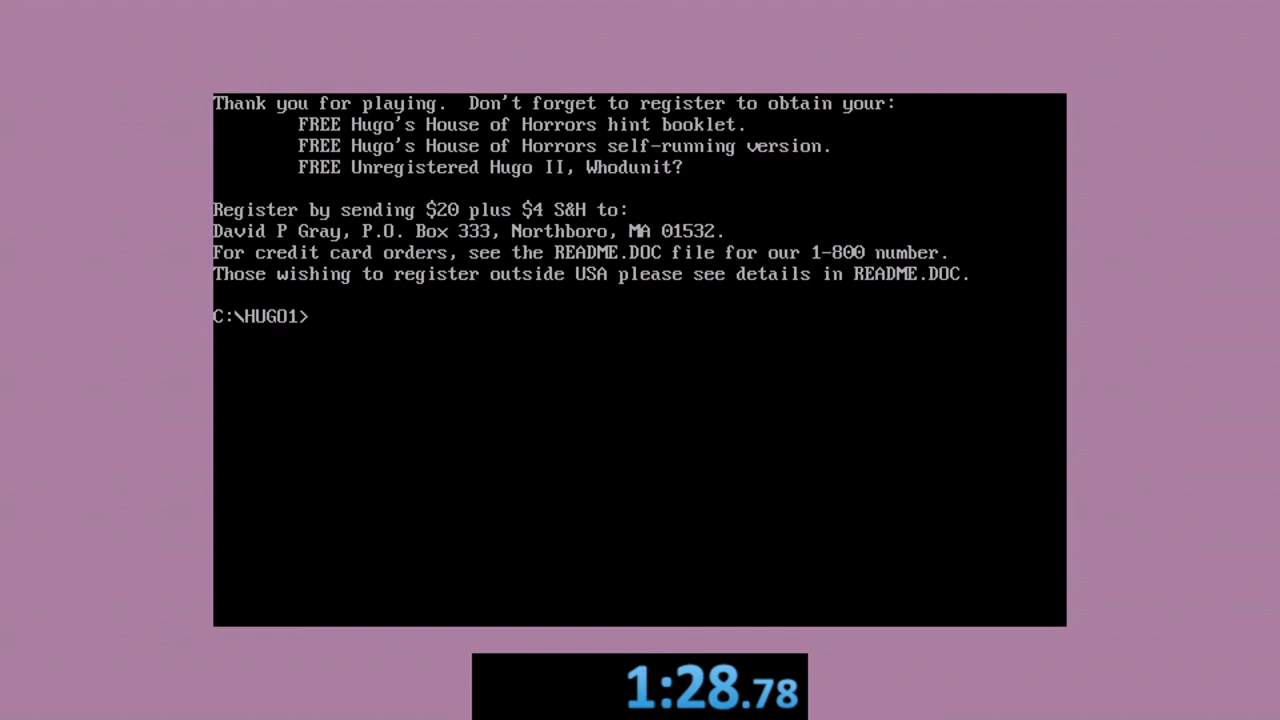 Thank you for playing.  Don't forget to register to obtain your:
FREE Hugo's House of Horrors hint booklet.
FREE Hugo's House of Horrors self-running version.
FREE Unregistered Hugo II, Whodunit?
Register by sending $20 plus $4 S&H to:
David P Gray, P.O. Box 333, Northboro, MA 01532.
For credit card orders, see the README.DOC file for our 1-800 number.
Those wishing to register outside USA please see details in README.DOC.
C:\HUGO1>
1:28.78